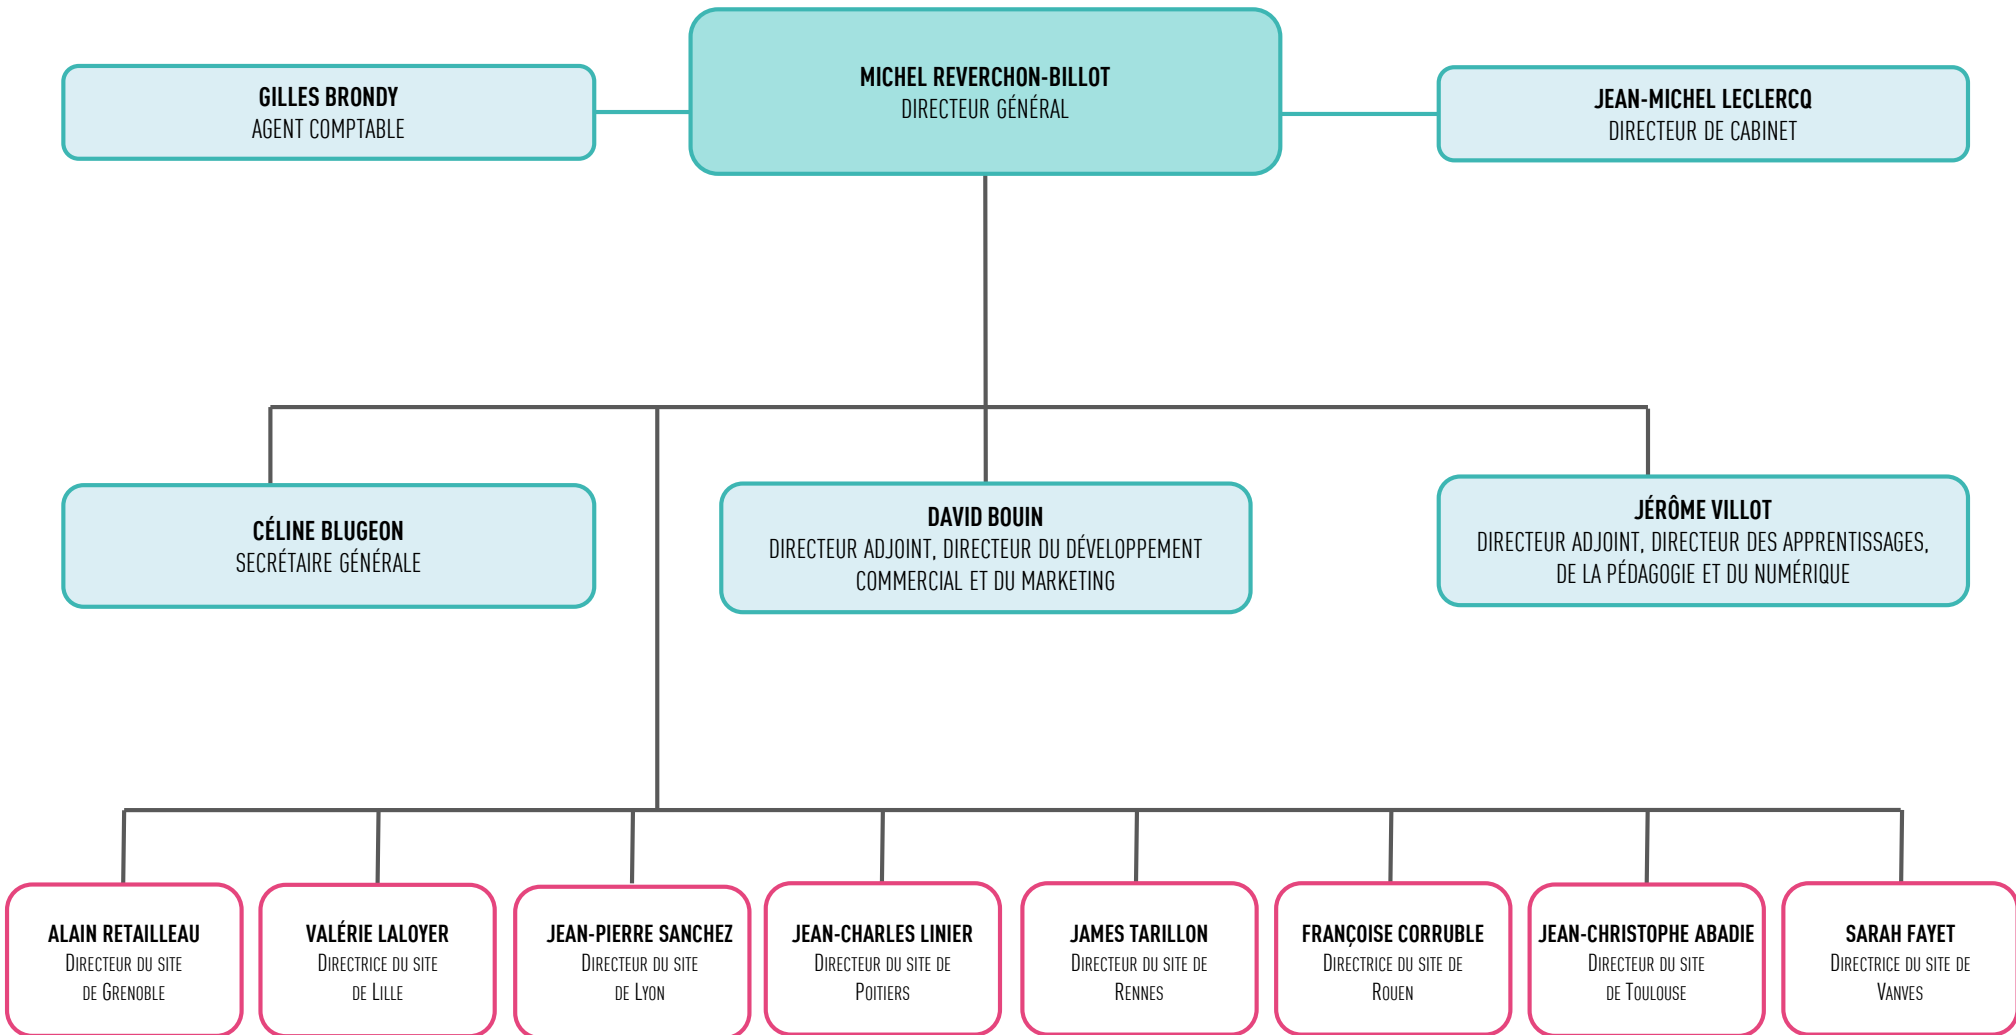 MICHEL REVERCHON-BILLOT
DIRECTEUR GÉNÉRAL
GILLES BRONDY
AGENT COMPTABLE
JEAN-MICHEL LECLERCQ
DIRECTEUR DE CABINET
CÉLINE BLUGEON
SECRÉTAIRE GÉNÉRALE
DAVID BOUIN
DIRECTEUR ADJOINT, DIRECTEUR DU DÉVELOPPEMENT
COMMERCIAL ET DU MARKETING
JÉRÔME VILLOT
DIRECTEUR ADJOINT, DIRECTEUR DES APPRENTISSAGES,
DE LA PÉDAGOGIE ET DU NUMÉRIQUE
ALAIN RETAILLEAU
DIRECTEUR DU SITE
DE GRENOBLE
VALÉRIE LALOYER
DIRECTRICE DU SITE
DE LILLE
JEAN-PIERRE SANCHEZ
DIRECTEUR DU SITE
DE LYON
JEAN-CHARLES LINIER
DIRECTEUR DU SITE DE
POITIERS
JAMES TARILLON
DIRECTEUR DU SITE DE
RENNES
FRANÇOISE CORRUBLE
DIRECTRICE DU SITE DE
ROUEN
JEAN-CHRISTOPHE ABADIE
DIRECTEUR DU SITE
DE TOULOUSE
SARAH FAYET
DIRECTRICE DU SITE DE
VANVES